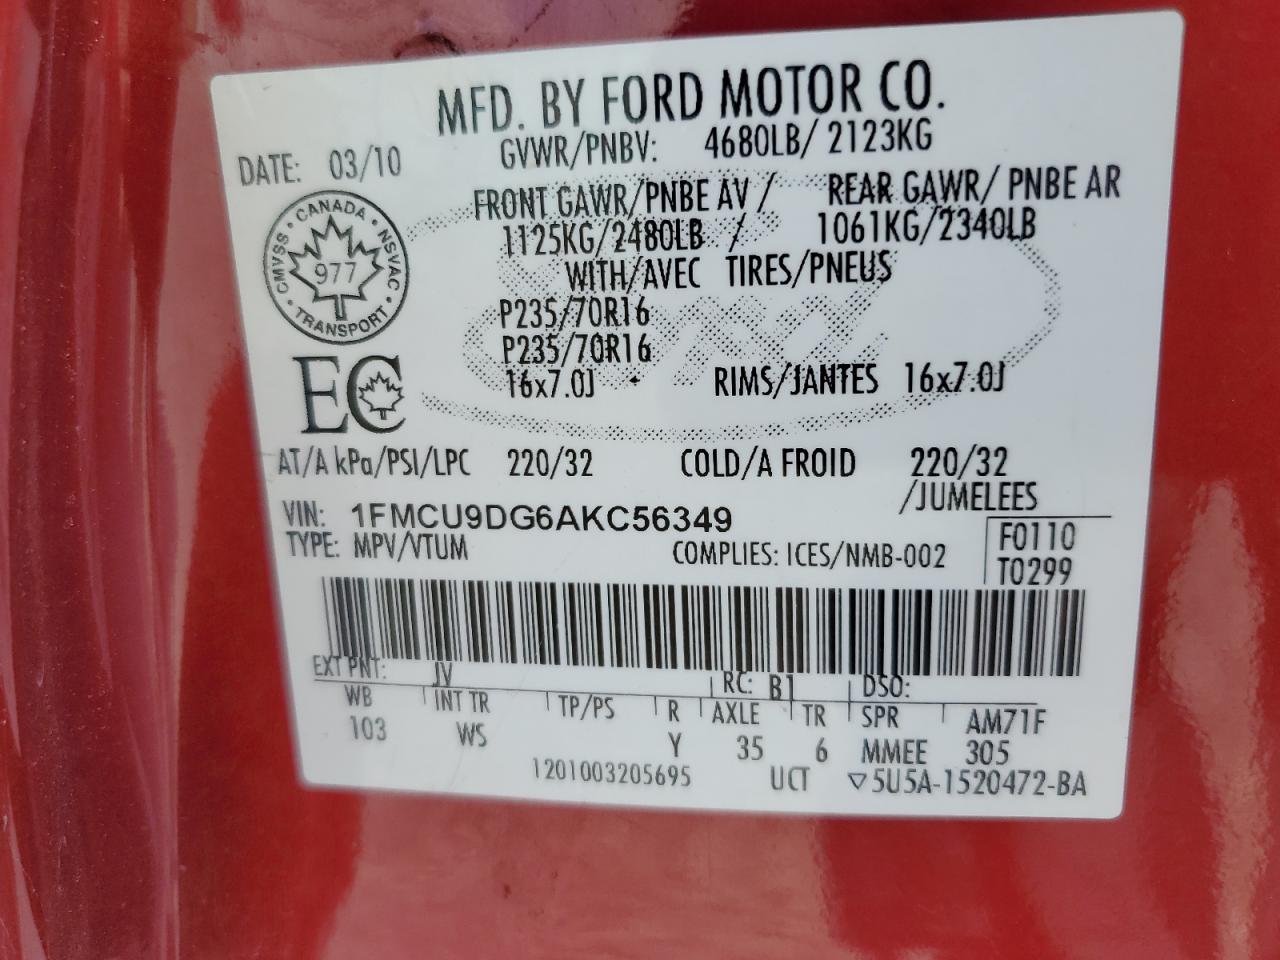 MFD. BY FORD MOTOR CO.
DATE: 03/10 GVWR/PNBV: 4680LB/ 2123KG
FRONT GAWR/PNBE AV / REAR GAWR/ PNBE AR
1125KG/2480LB / 1061KG/2340LB
WITH/AVEC TIRES/PNEUS
CANADA
CMVSS NSVAC
977
TRANSPORT
P235/70R16
P235/70R16
16x7.0J RIMS/JANTES 16x7.0J
EC
AT/A kPa/PSI/LPC 220/32 COLD/A FROID 220/32
/JUMELEES
VIN: 1FMCU9DG6AKC56349
TYPE: MPV/VTUM COMPLIES: ICES/NMB-002
F0110
T0299
EXT PNT: JV RC: B1 DSO:
WB INT TR TP/PS R AXLE TR SPR AM71F
103 WS Y 35 6 MMEE 305
1201003205695 UCT ▽5U5A-1520472-BA